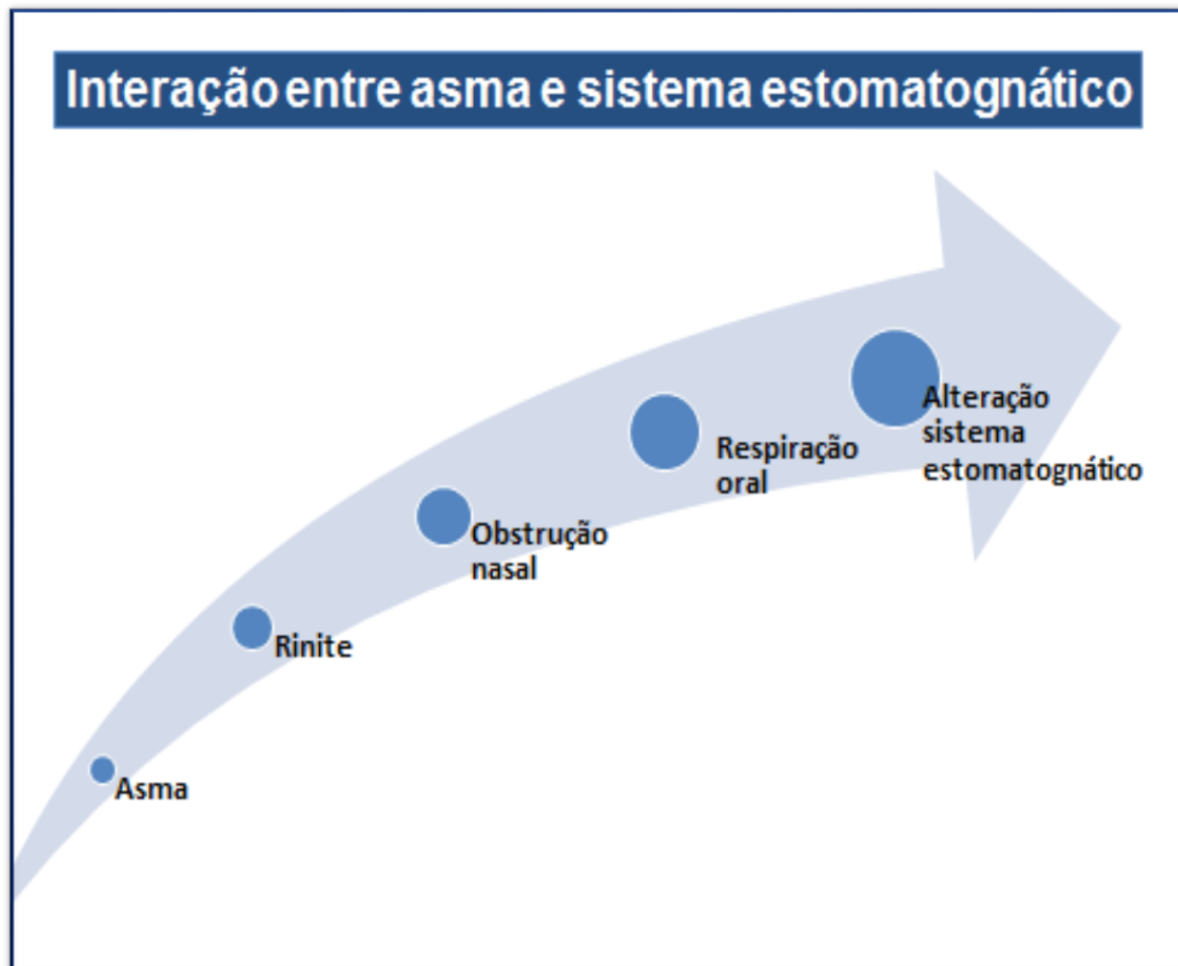 Interação entre asma e sistema estomatognático
Asma
Rinite
Obstrução
nasal
Respiração
oral
Alteração
sistema
estomatognático